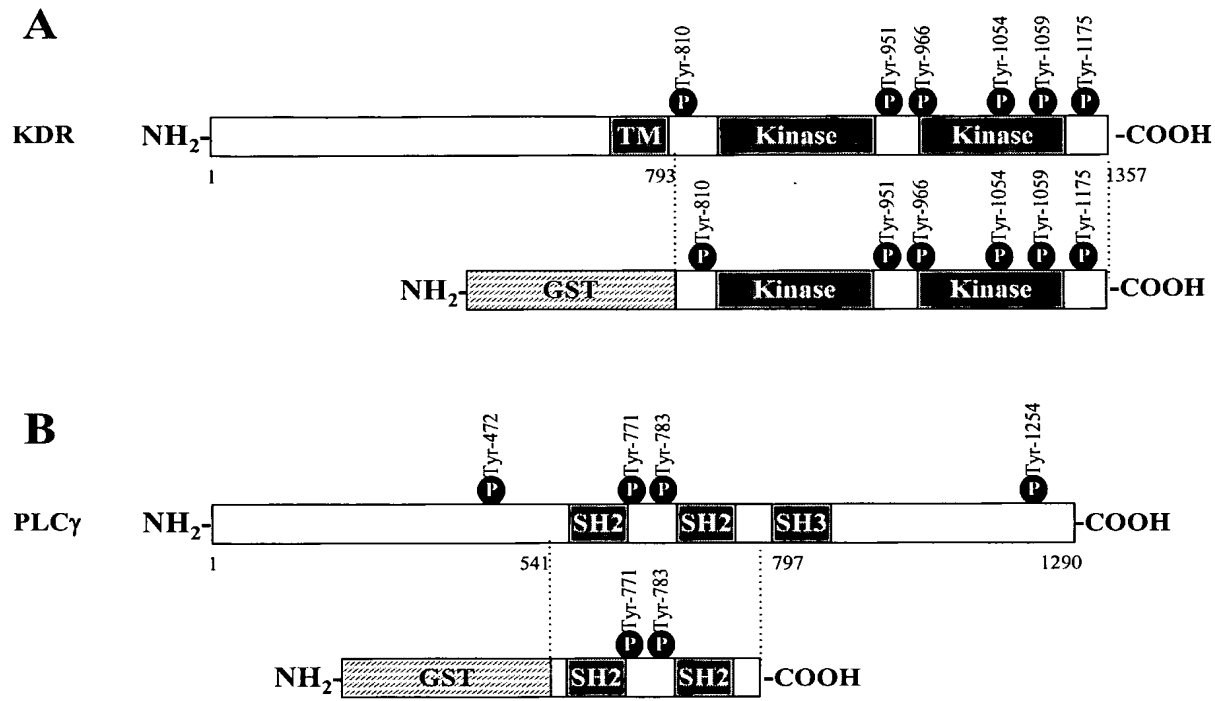 A
Tyr-810 Tyr-951 Tyr-966 Tyr-1054 Tyr-1059 Tyr-1175
P P P P P P
KDR NH2- TM Kinase Kinase -COOH
1 793 1357
Tyr-810 Tyr-951 Tyr-966 Tyr-1054 Tyr-1059 Tyr-1175
P P P P P P
NH2- GST Kinase Kinase -COOH
B
Tyr-472 Tyr-771 Tyr-783 Tyr-1254
P P P P
PLCγ NH2- SH2 SH2 SH3 -COOH
1 541 797 1290
Tyr-771 Tyr-783
P P
NH2- GST SH2 SH2 -COOH